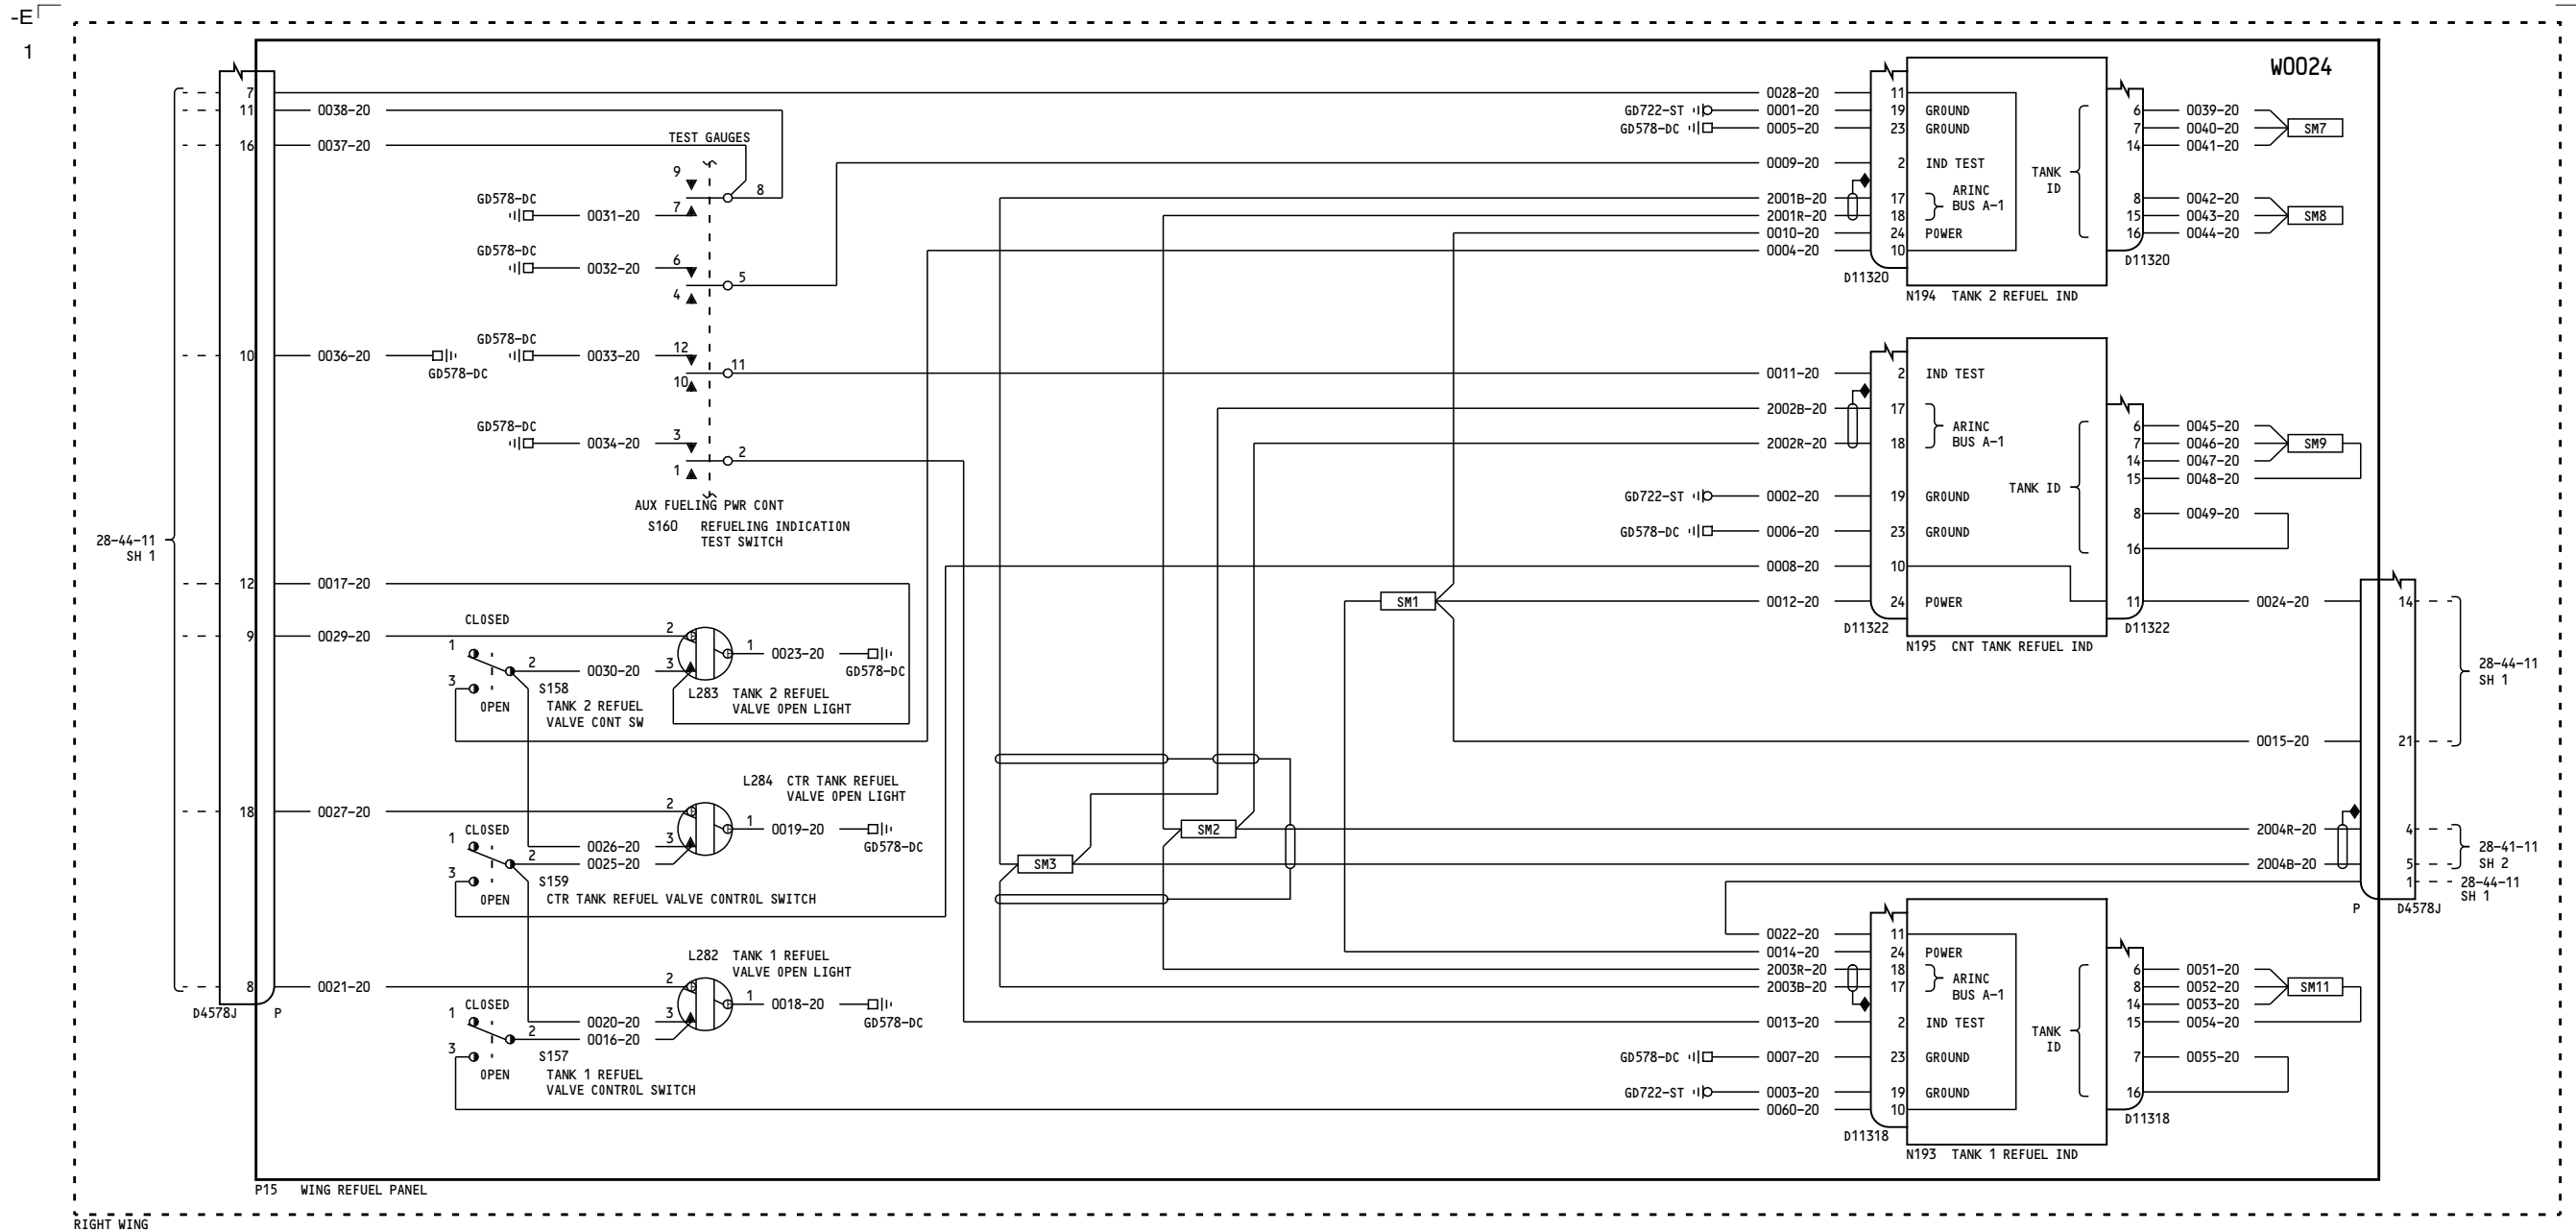 -E
1
W0024
7
11 0038-20
16 0037-20
TEST GAUGES
9
8
7
GD578-DC
0031-20
GD578-DC
0032-20
6
5
4
10 0036-20
GD578-DC
GD578-DC
0033-20
12
11
10
GD578-DC
0034-20
3
2
1
AUX FUELING PWR CONT
S160 REFUELING INDICATION
TEST SWITCH
28-44-11
SH 1
12 0017-20
9 0029-20
CLOSED
1
2
3
OPEN
0030-20
S158
TANK 2 REFUEL
VALVE CONT SW
2
3
1
0023-20
GD578-DC
L283 TANK 2 REFUEL
VALVE OPEN LIGHT
L284 CTR TANK REFUEL
VALVE OPEN LIGHT
18 0027-20
CLOSED
1
2
3
OPEN
0026-20
0025-20
S159
CTR TANK REFUEL VALVE CONTROL SWITCH
2
3
1
0019-20
GD578-DC
L282 TANK 1 REFUEL
VALVE OPEN LIGHT
8 0021-20
D4578J P
CLOSED
1
2
3
OPEN
0020-20
0016-20
S157
TANK 1 REFUEL
VALVE CONTROL SWITCH
2
3
1
0018-20
GD578-DC
SM1
SM2
SM3
0028-20 11
GD722-ST 0001-20 19 GROUND
GD578-DC 0005-20 23 GROUND
0009-20 2 IND TEST
2001B-20 17 ARINC
2001R-20 18 BUS A-1
0010-20 24 POWER
0004-20 10
D11320
N194 TANK 2 REFUEL IND
TANK
ID
6 0039-20
7 0040-20 SM7
14 0041-20
8 0042-20
15 0043-20 SM8
16 0044-20
D11320
0011-20 2 IND TEST
2002B-20 17 ARINC
2002R-20 18 BUS A-1
GD722-ST 0002-20 19 GROUND
GD578-DC 0006-20 23 GROUND
0008-20 10
0012-20 24 POWER
D11322
N195 CNT TANK REFUEL IND
TANK ID
6 0045-20
7 0046-20 SM9
14 0047-20
15 0048-20
8 0049-20
16
11 0024-20
D11322
14
28-44-11
SH 1
0015-20 21
2004R-20 4
28-41-11
SH 2
2004B-20 5
1 28-44-11
SH 1
P D4578J
0022-20 11
0014-20 24 POWER
2003R-20 18 ARINC
2003B-20 17 BUS A-1
0013-20 2 IND TEST
GD578-DC 0007-20 23 GROUND
GD722-ST 0003-20 19 GROUND
0060-20 10
D11318
N193 TANK 1 REFUEL IND
TANK
ID
6 0051-20
8 0052-20 SM11
14 0053-20
15 0054-20
7 0055-20
16
D11318
P15 WING REFUEL PANEL
RIGHT WING